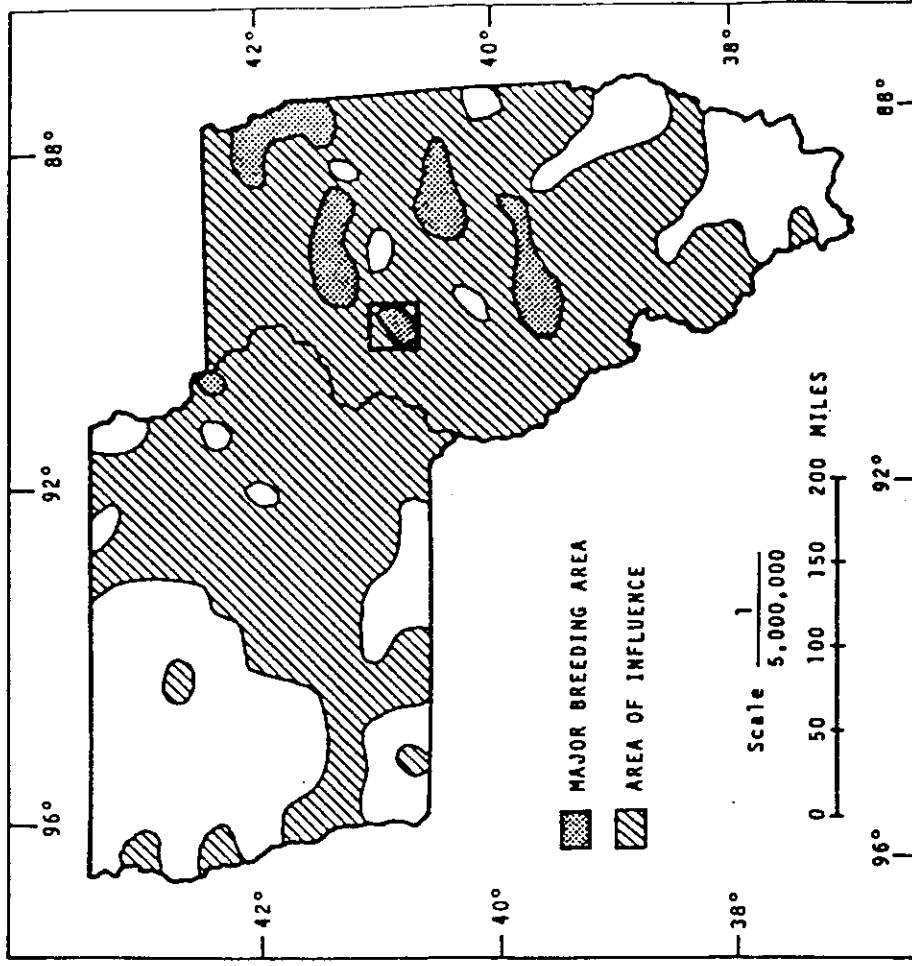 96° 92° 88°
42° 42°
40° 40°
MAJOR BREEDING AREA
AREA OF INFLUENCE
38° 38°
Scale 1
5,000,000
0 50 100 150 200 MILES
96° 92° 88°